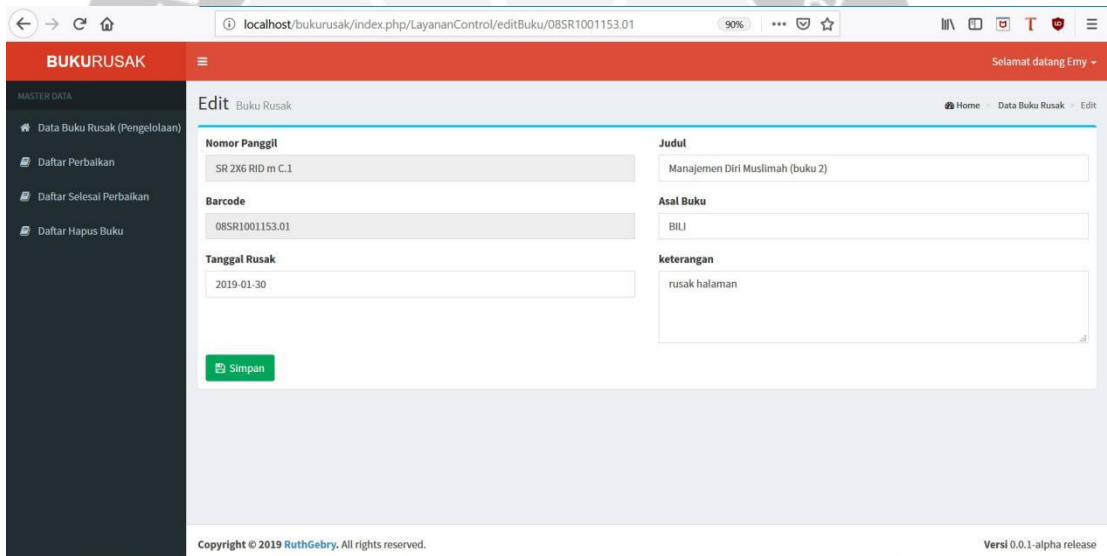 localhost/bukurusak/index.php/LayananControl/editBuku/08SR1001153.01
90%
BUKURUSAK
Selamat datang Emy
MASTER DATA
Data Buku Rusak (Pengelolaan)
Daftar Perbaikan
Daftar Selesai Perbaikan
Daftar Hapus Buku
Edit Buku Rusak
Home > Data Buku Rusak > Edit
Nomor Panggil
SR 2X6 RID m C.1
Judul
Manajemen Diri Muslimah (buku 2)
Barcode
08SR1001153.01
Asal Buku
BILI
Tanggal Rusak
2019-01-30
keterangan
rusak halaman
Simpan
Copyright © 2019 RuthGebry. All rights reserved.
Versi 0.0.1-alpha release